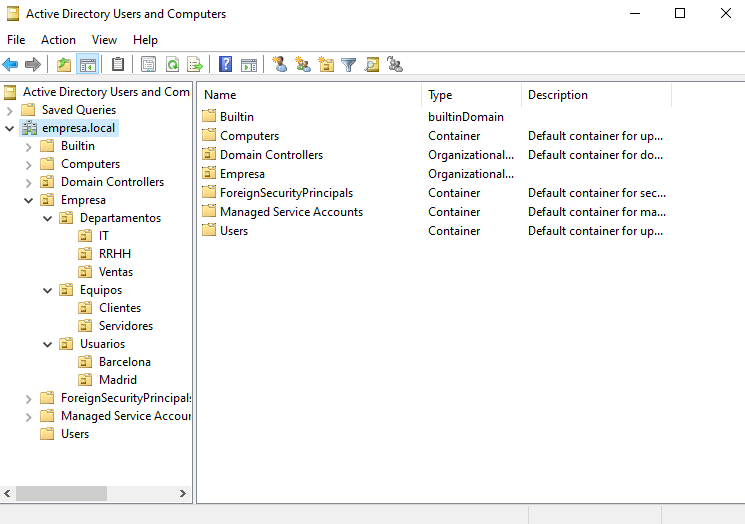 Active Directory Users and Computers
File Action View Help
Active Directory Users and Com
Saved Queries
empresa.local
Builtin
Computers
Domain Controllers
Empresa
Departamentos
IT
RRHH
Ventas
Equipos
Clientes
Servidores
Usuarios
Barcelona
Madrid
ForeignSecurityPrincipals
Managed Service Accour
Users
Name Type Description
Builtin builtinDomain
Computers Container Default container for up...
Domain Controllers Organizational... Default container for do...
Empresa Organizational...
ForeignSecurityPrincipals Container Default container for sec...
Managed Service Accounts Container Default container for ma...
Users Container Default container for up...